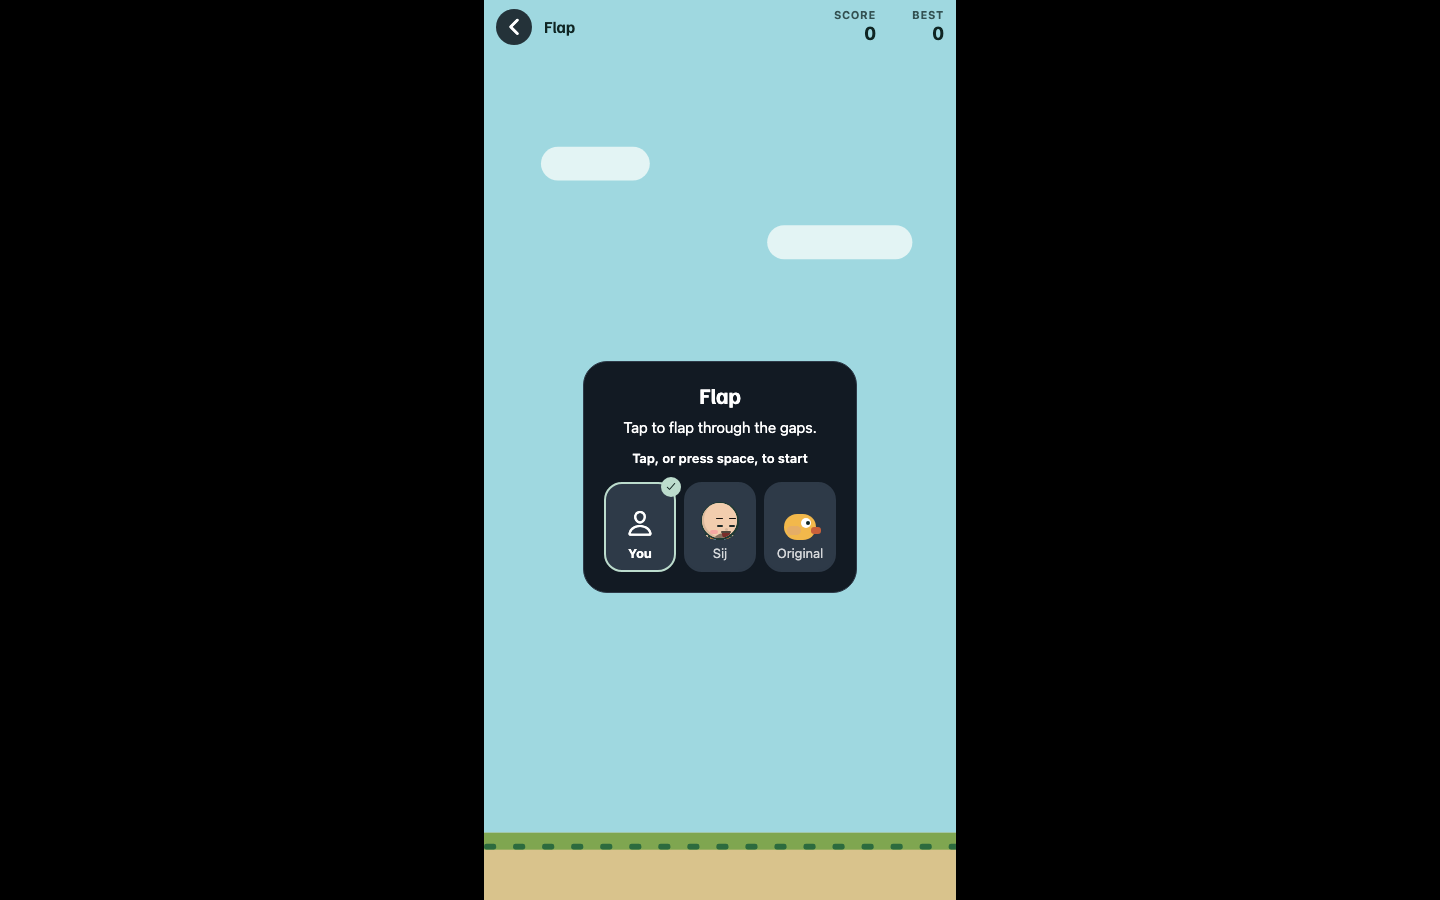 Flap
SCORE
0
BEST
0
Flap
Tap to flap through the gaps.
Tap, or press space, to start
You
Sij
Original